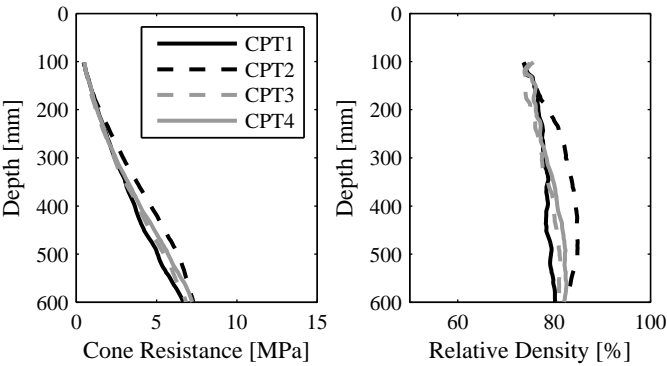 0
100
200
300
400
500
600
Depth [mm]
0
5
10
15
Cone Resistance [MPa]
CPT1
CPT2
CPT3
CPT4
0
100
200
300
400
500
600
Depth [mm]
60
80
100
Relative Density [%]